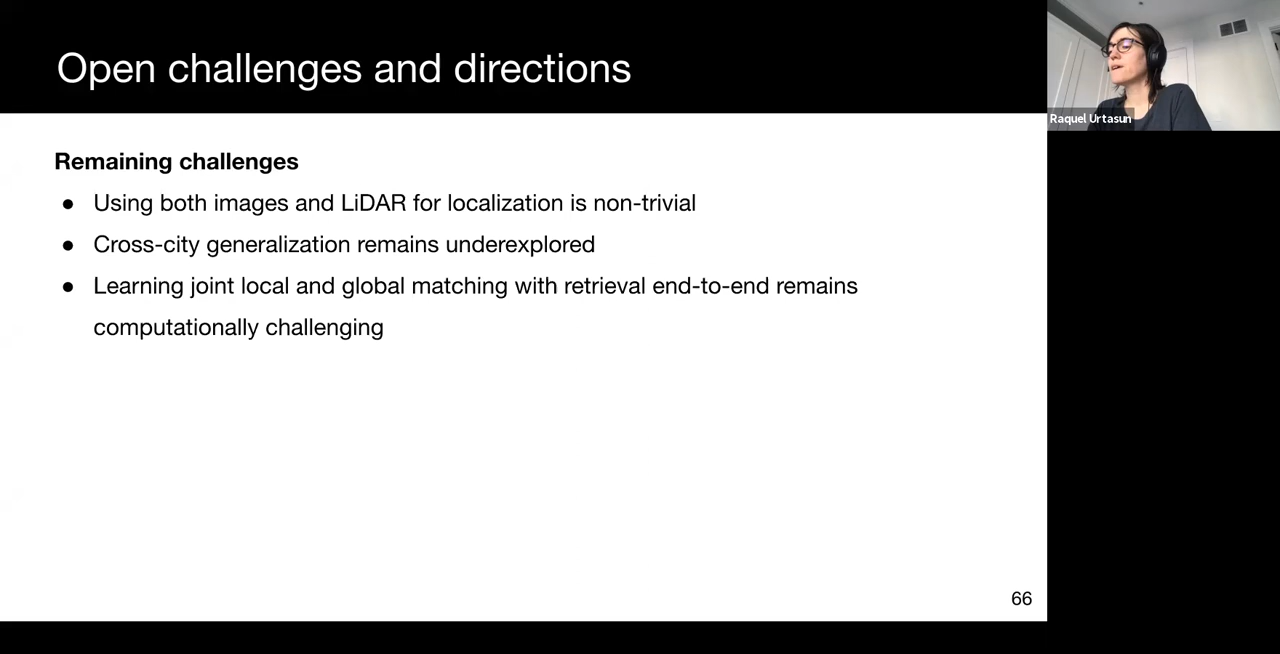 Open challenges and directions
Raquel Urtasun
Remaining challenges
● Using both images and LiDAR for localization is non-trivial
● Cross-city generalization remains underexplored
● Learning joint local and global matching with retrieval end-to-end remains
computationally challenging
66